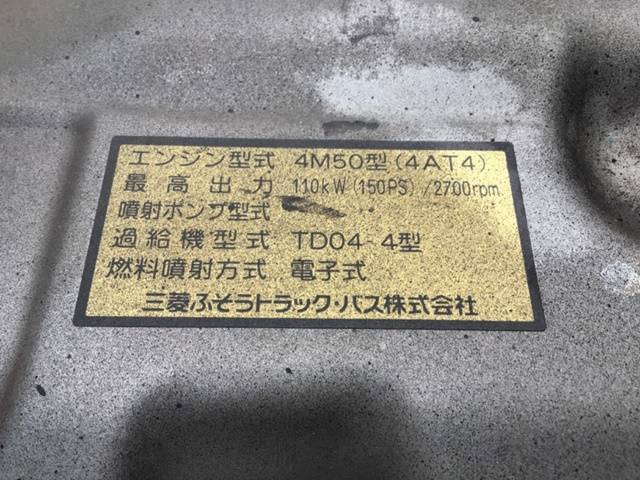 エンジン型式 4M50型(4AT4)
最高出力 110kW(150PS)/2700rpm
噴射ポンプ型式
過給機型式 TD04-4型
燃料噴射方式 電子式
三菱ふそうトラック・バス株式会社